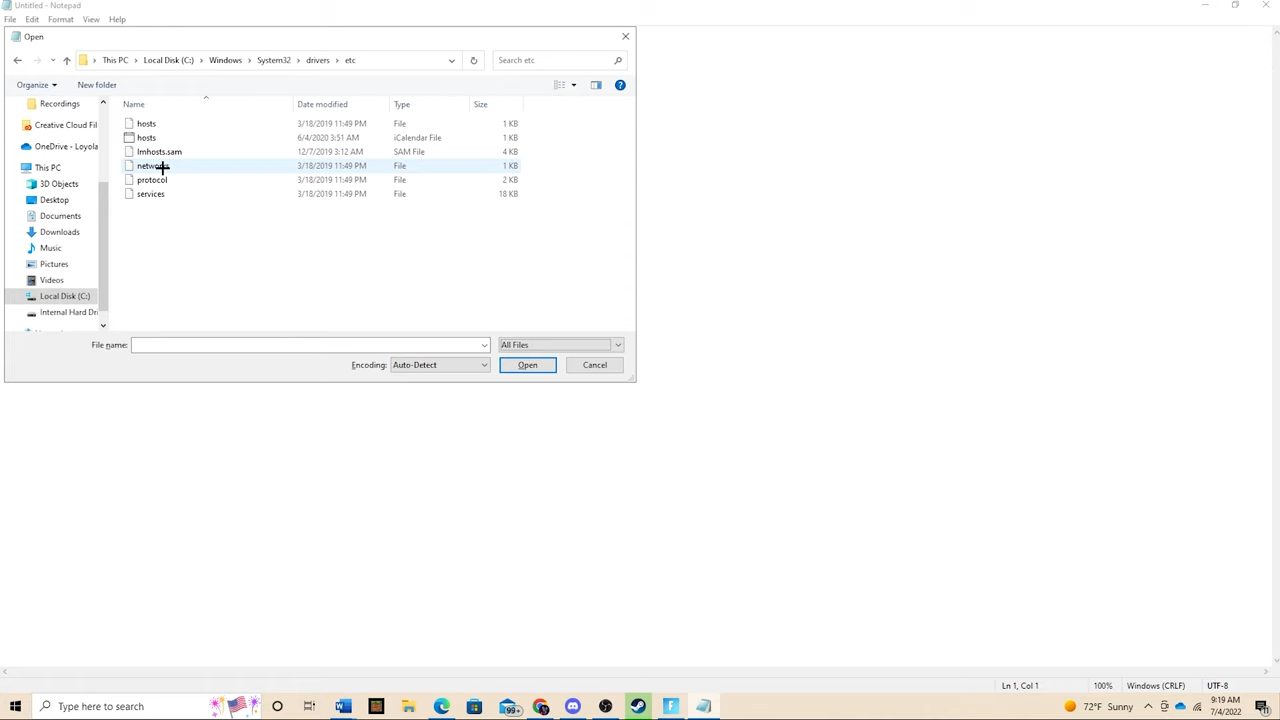 Untitled - Notepad
File Edit Format View Help
Open
This PC > Local Disk (C:) > Windows > System32 > drivers > etc
Search etc
Organize New folder
Name Date modified Type Size
Recordings
Creative Cloud Fil
OneDrive - Loyola
This PC
3D Objects
Desktop
Documents
Downloads
Music
Pictures
Videos
Local Disk (C:)
Internal Hard Dri
hosts 3/18/2019 11:49 PM File 1 KB
hosts 6/4/2020 3:51 AM iCalendar File 1 KB
lmhosts.sam 12/7/2019 3:12 AM SAM File 4 KB
networks 3/18/2019 11:49 PM File 1 KB
protocol 3/18/2019 11:49 PM File 2 KB
services 3/18/2019 11:49 PM File 18 KB
File name: All Files
Encoding: Auto-Detect Open Cancel
Ln 1, Col 1 100% Windows (CRLF) UTF-8
Type here to search 99+ 72°F Sunny 9:19 AM
7/4/2022